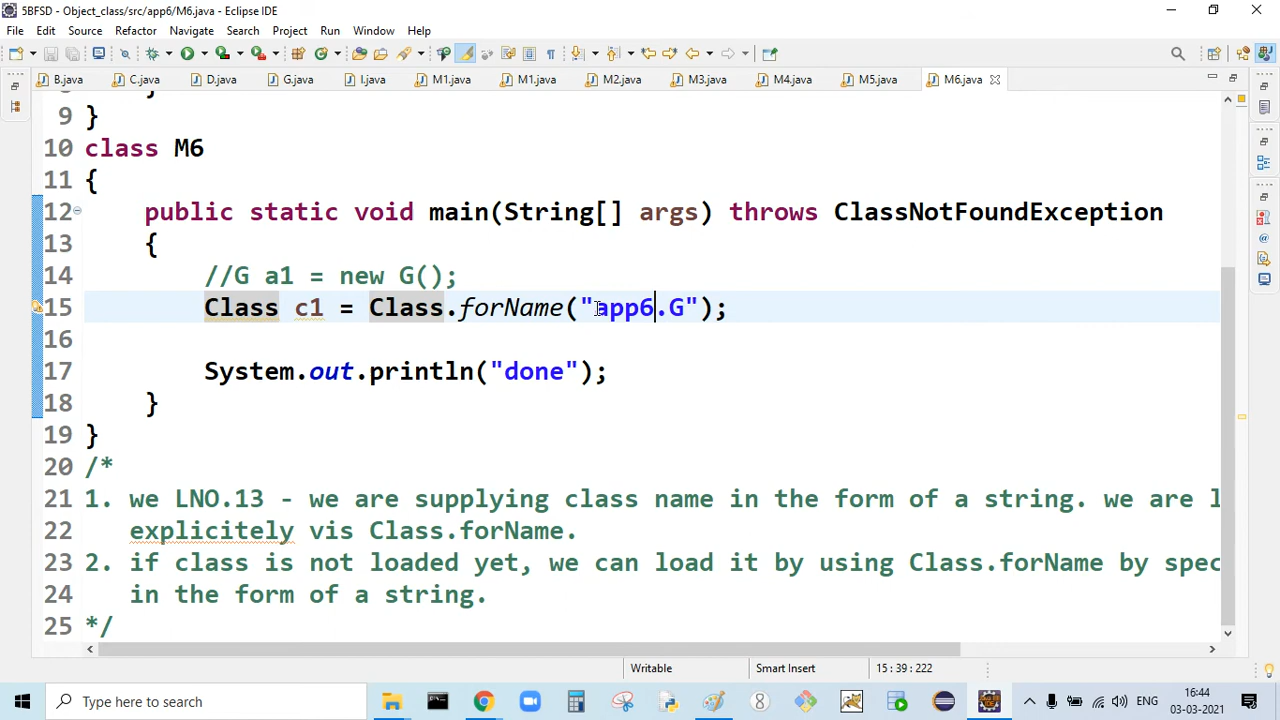 5BFSD - Object_class/src/app6/M6.java - Eclipse IDE
File Edit Source Refactor Navigate Search Project Run Window Help
B.java C.java D.java G.java I.java M1.java M1.java M2.java M3.java M4.java M5.java M6.java
9 }
10 class M6
11 {
12 public static void main(String[] args) throws ClassNotFoundException
13 {
14 //G a1 = new G();
15 Class c1 = Class.forName("app6.G");
16
17 System.out.println("done");
18 }
19 }
20 /*
21 1. we LNO.13 - we are supplying class name in the form of a string. we are l
22 explicitely vis Class.forName.
23 2. if class is not loaded yet, we can load it by using Class.forName by spec
24 in the form of a string.
25 */
Writable Smart Insert 15 : 39 : 222
Type here to search
ENG
16:44
03-03-2021